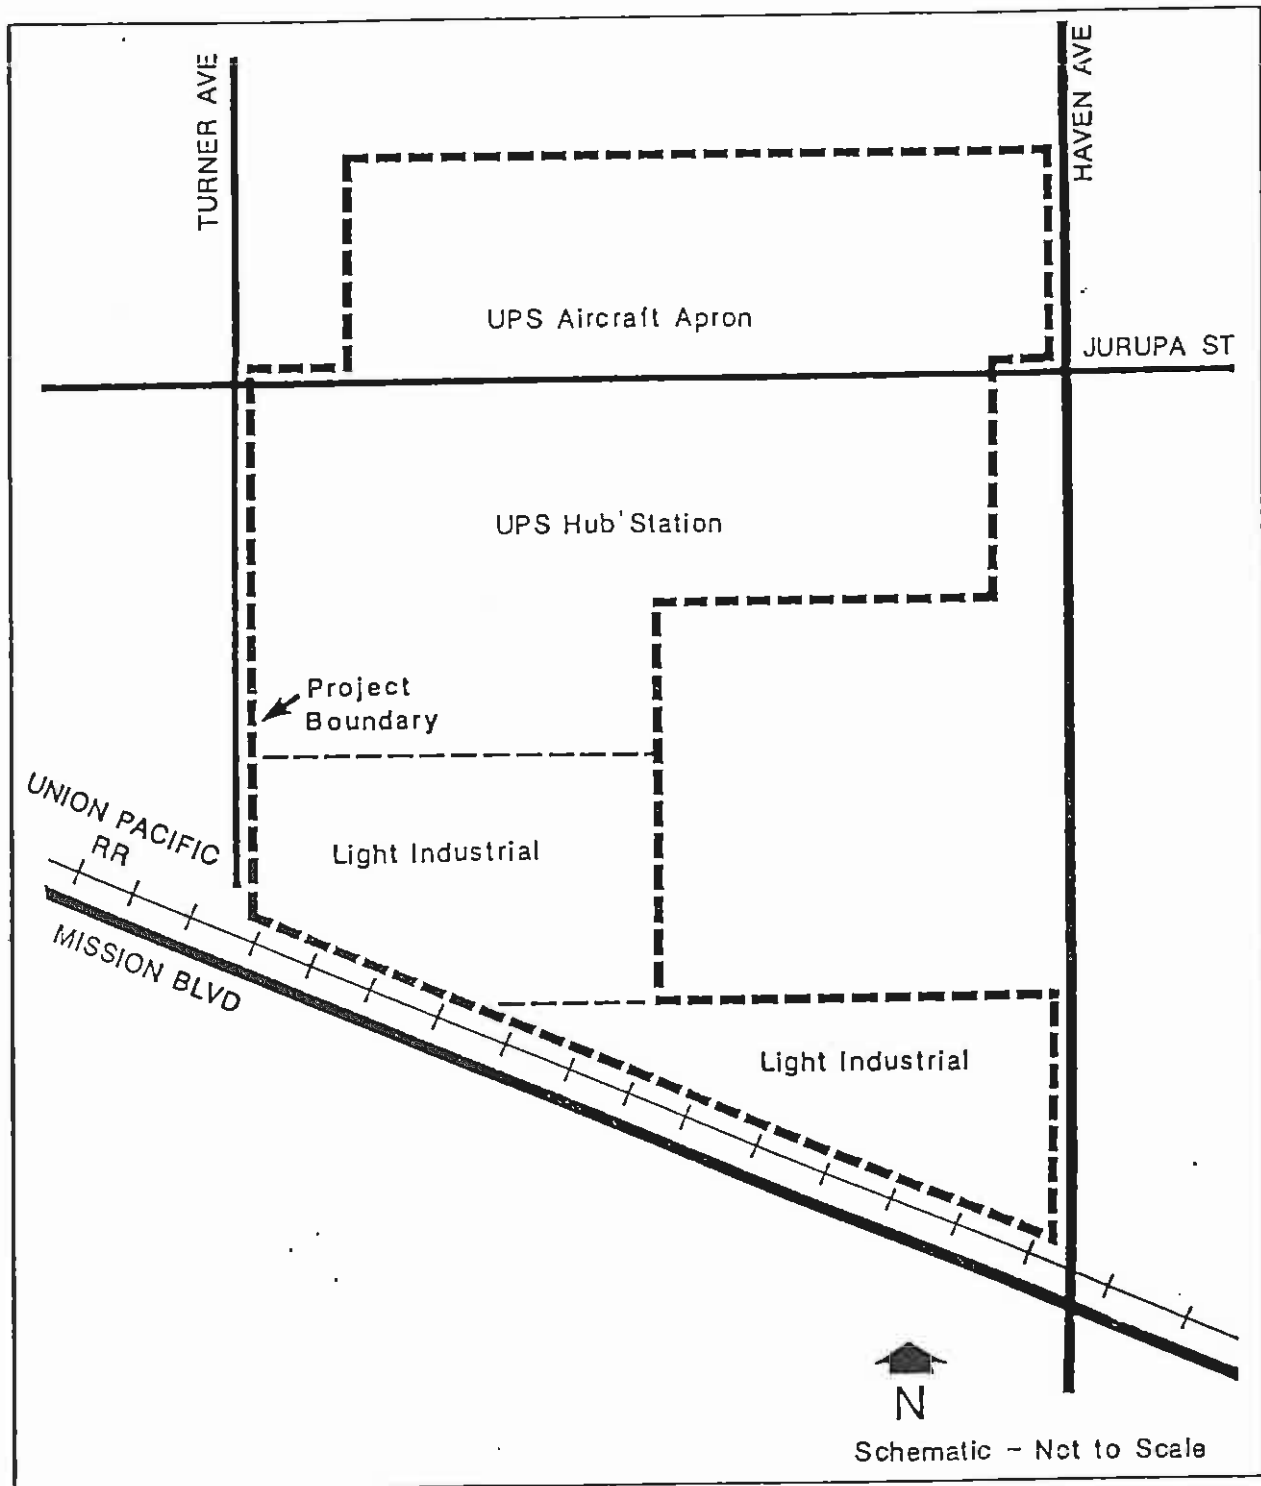 TURNER AVE
HAVEN AVE
UPS Aircraft Apron
JURUPA ST
UPS Hub Station
Project
Boundary
UNION PACIFIC
RR
Light Industrial
MISSION BLVD
Light Industrial
N
Schematic - Not to Scale